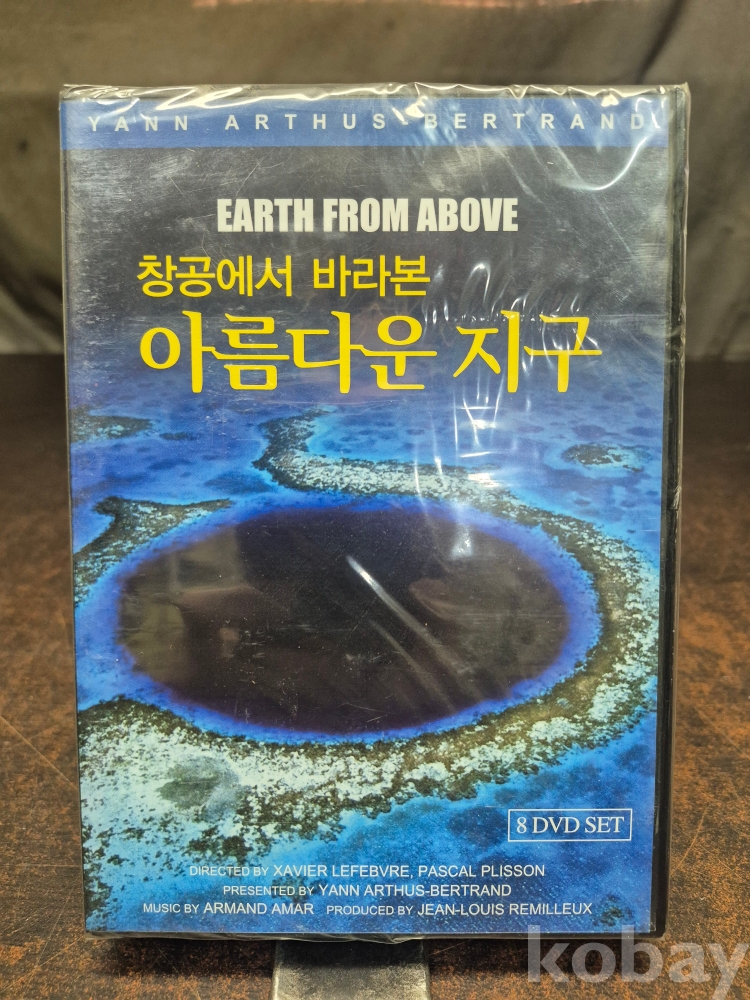 YANN ARTHUS-BERTRAND
EARTH FROM ABOVE
창공에서 바라본
아름다운 지구
8 DVD SET
DIRECTED BY XAVIER LEFEBVRE, PASCAL PLISSON
PRESENTED BY YANN ARTHUS-BERTRAND
MUSIC BY ARMAND AMAR PRODUCED BY JEAN-LOUIS REMILLEUX
kobay